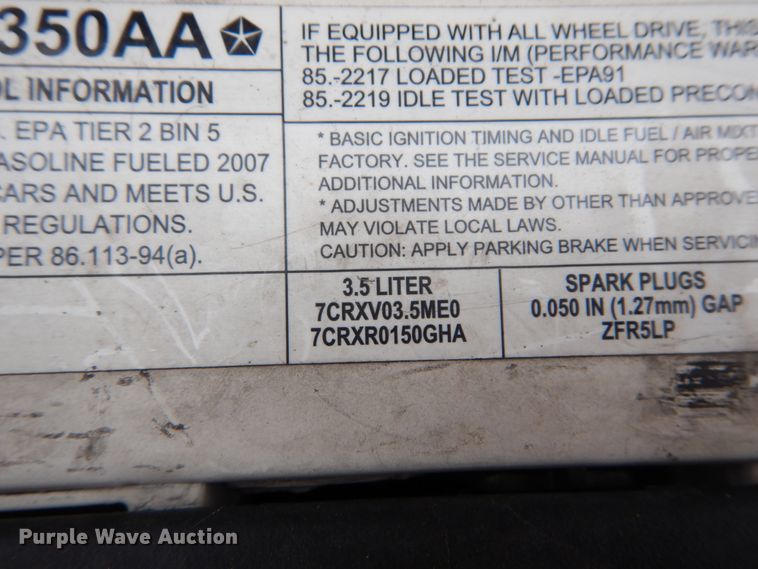 350AA
OL INFORMATION
. EPA TIER 2 BIN 5
ASOLINE FUELED 2007
CARS AND MEETS U.S.
REGULATIONS.
PER 86.113-94(a).
IF EQUIPPED WITH ALL WHEEL DRIVE, THIS
THE FOLLOWING I/M (PERFORMANCE WAR
85.-2217 LOADED TEST -EPA91
85.-2219 IDLE TEST WITH LOADED PRECON
* BASIC IGNITION TIMING AND IDLE FUEL / AIR MIXT
FACTORY. SEE THE SERVICE MANUAL FOR PROPE
ADDITIONAL INFORMATION.
* ADJUSTMENTS MADE BY OTHER THAN APPROVE
MAY VIOLATE LOCAL LAWS.
CAUTION: APPLY PARKING BRAKE WHEN SERVICIN
3.5 LITER
7CRXV03.5ME0
7CRXR0150GHA
SPARK PLUGS
0.050 IN (1.27mm) GAP
ZFR5LP
Purple Wave Auction